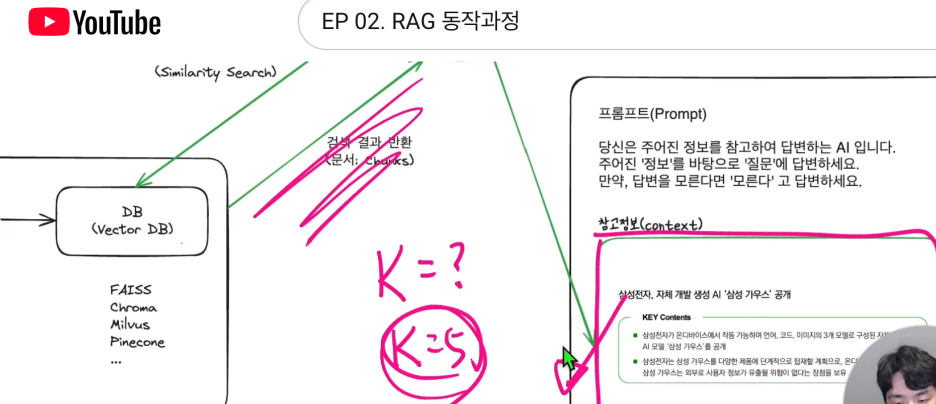 YouTube
EP 02. RAG 동작과정
(Similarity Search)
검색 결과 반환
(문서: Chunks)
DB
(Vector DB)
FAISS
Chroma
Milvus
Pinecone
...
K=?
K=5
프롬프트(Prompt)
당신은 주어진 정보를 참고하여 답변하는 AI 입니다.
주어진 '정보'를 바탕으로 '질문'에 답변하세요.
만약, 답변을 모른다면 '모른다' 고 답변하세요.
참고정보(context)
삼성전자, 자체 개발 생성 AI '삼성 가우스' 공개
KEY Contents
삼성전자가 온디바이스에서 작동 가능하며 언어, 코드, 이미지의 3개 모델로 구성된
AI 모델 '삼성 가우스'를 공개
삼성전자는 삼성 가우스를 다양한 제품에 단계적으로 탑재할 계획으로,
삼성 가우스는 외부로 사용자 정보가 유출될 위험이 없다는 장점을 보유